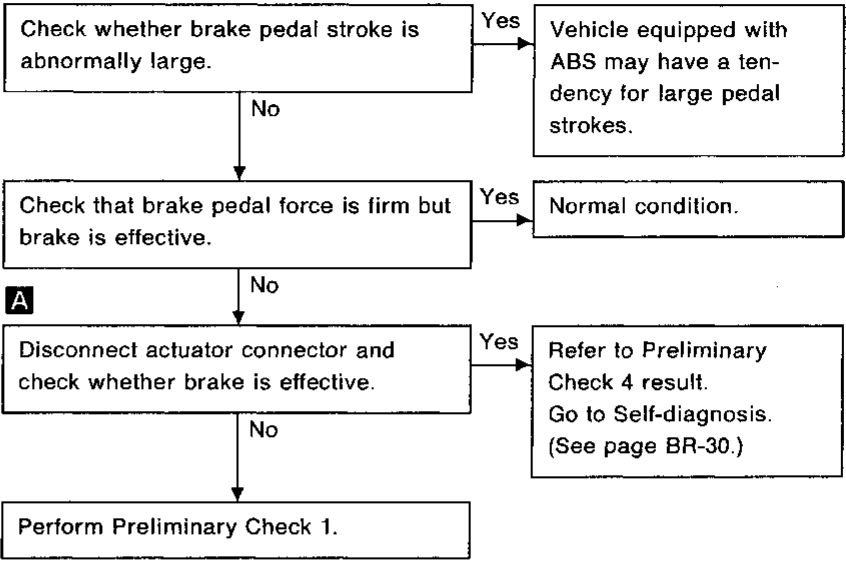 Check whether brake pedal stroke is
abnormally large.
Yes
Vehicle equipped with
ABS may have a ten-
dency for large pedal
strokes.
No
Check that brake pedal force is firm but
brake is effective.
Yes
Normal condition.
No
A
Disconnect actuator connector and
check whether brake is effective.
Yes
Refer to Preliminary
Check 4 result.
Go to Self-diagnosis.
(See page BR-30.)
No
Perform Preliminary Check 1.